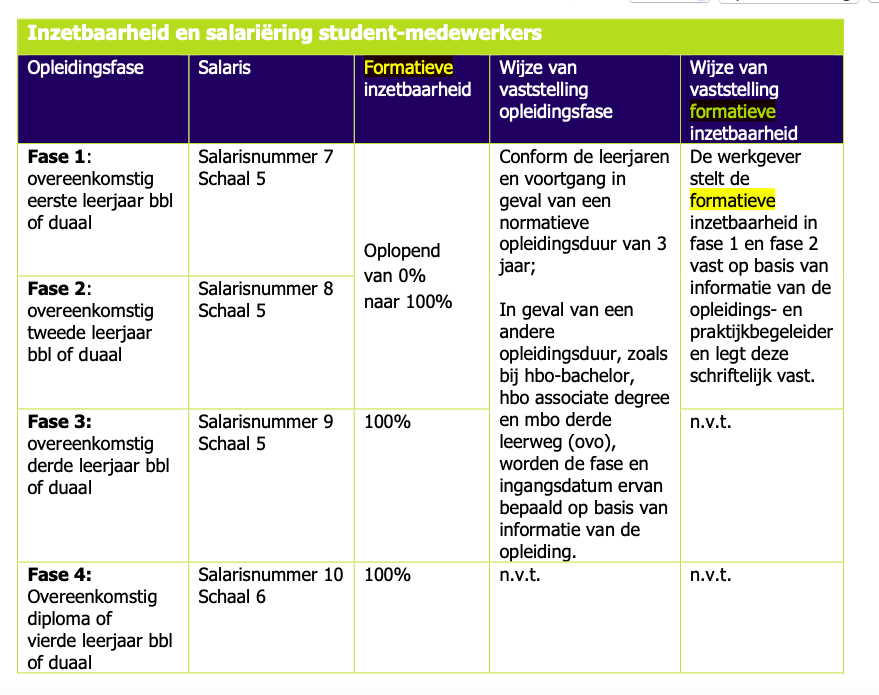 Inzetbaarheid en salariëring student-medewerkers
Opleidingsfase
Salaris
Formatieve
inzetbaarheid
Wijze van
vaststelling
opleidingsfase
Wijze van
vaststelling
formatieve
inzetbaarheid
Fase 1:
overeenkomstig
eerste leerjaar bbl
of duaal
Salarisnummer 7
Schaal 5
Oplopend
van 0%
naar 100%
Conform de leerjaren
en voortgang in
geval van een
normatieve
opleidingsduur van 3
jaar;
In geval van een
andere
opleidingsduur, zoals
bij hbo-bachelor,
hbo associate degree
en mbo derde
leerweg (ovo),
worden de fase en
ingangsdatum ervan
bepaald op basis van
informatie van de
opleiding.
De werkgever
stelt de
formatieve
inzetbaarheid in
fase 1 en fase 2
vast op basis van
informatie van de
opleidings- en
praktijkbegeleider
en legt deze
schriftelijk vast.
Fase 2:
overeenkomstig
tweede leerjaar
bbl of duaal
Salarisnummer 8
Schaal 5
Fase 3:
overeenkomstig
derde leerjaar bbl
of duaal
Salarisnummer 9
Schaal 5
100%
n.v.t.
Fase 4:
Overeenkomstig
diploma of
vierde leerjaar bbl
of duaal
Salarisnummer 10
Schaal 6
100%
n.v.t.
n.v.t.